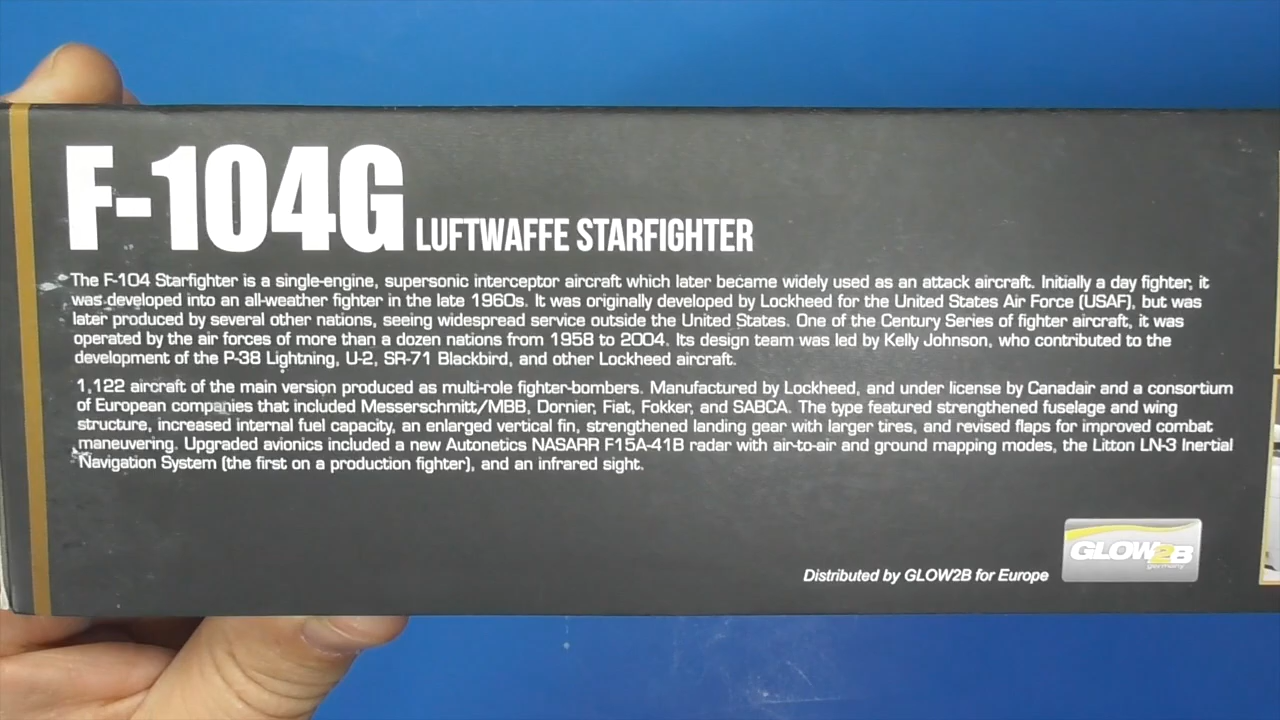 F-104G LUFTWAFFE STARFIGHTER
The F-104 Starfighter is a single-engine, supersonic interceptor aircraft which later became widely used as an attack aircraft. Initially a day fighter, it
was developed into an all-weather fighter in the late 1960s. It was originally developed by Lockheed for the United States Air Force (USAF), but was
later produced by several other nations, seeing widespread service outside the United States. One of the Century Series of fighter aircraft, it was
operated by the air forces of more than a dozen nations from 1958 to 2004. Its design team was led by Kelly Johnson, who contributed to the
development of the P-38 Lightning, U-2, SR-71 Blackbird, and other Lockheed aircraft.
1,122 aircraft of the main version produced as multi-role fighter-bombers. Manufactured by Lockheed, and under license by Canadair and a consortium
of European companies that included Messerschmitt/MBB, Dornier, Fiat, Fokker, and SABCA. The type featured strengthened fuselage and wing
structure, increased internal fuel capacity, an enlarged vertical fin, strengthened landing gear with larger tires, and revised flaps for improved combat
maneuvering. Upgraded avionics included a new Autonetics NASARR F15A-41B radar with air-to-air and ground mapping modes, the Litton LN-3 Inertial
Navigation System (the first on a production fighter), and an infrared sight.
GLOW2B
germany
Distributed by GLOW2B for Europe